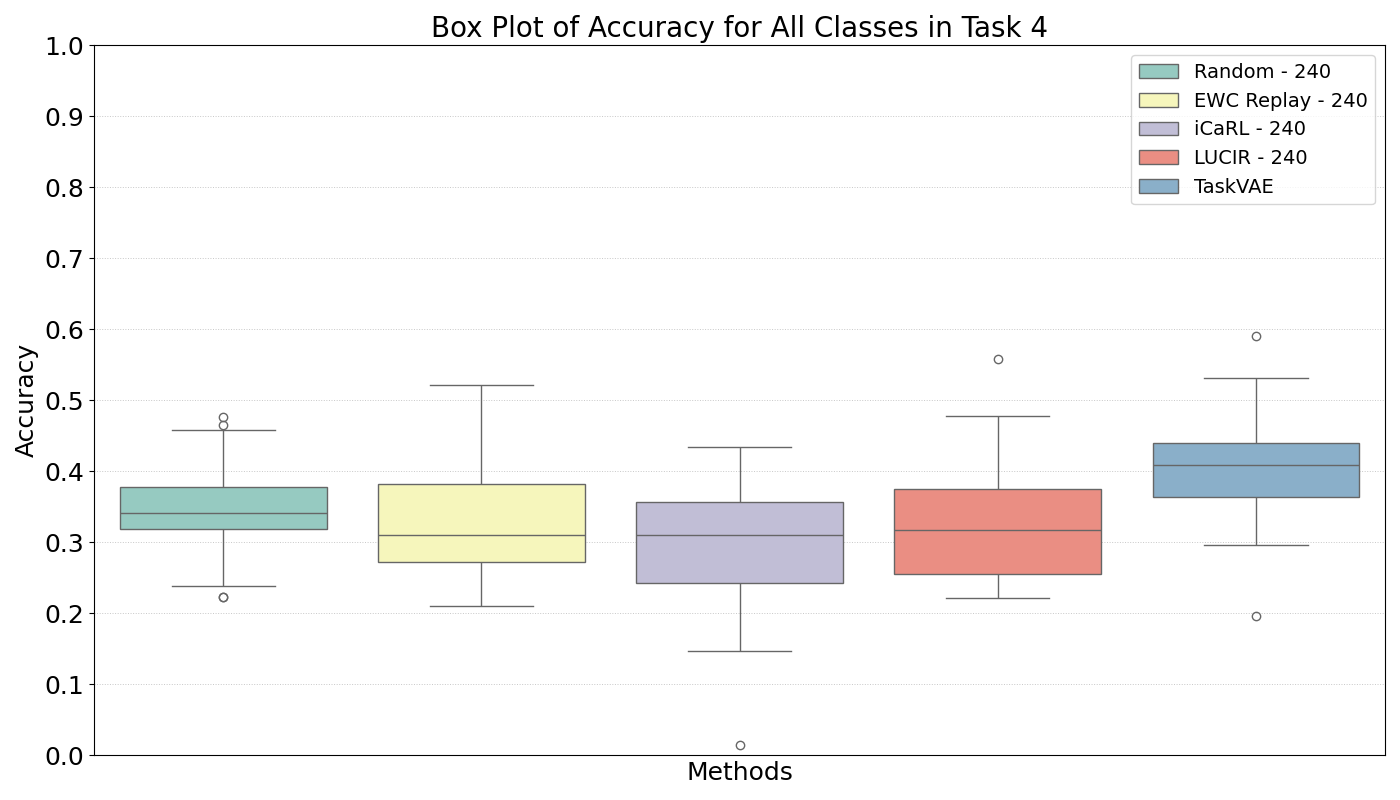 Box Plot of Accuracy for All Classes in Task 4
1.0
0.9
0.8
0.7
0.6
0.5
0.4
0.3
0.2
0.1
0.0
Accuracy
Methods
Random - 240
EWC Replay - 240
iCaRL - 240
LUCIR - 240
TaskVAE